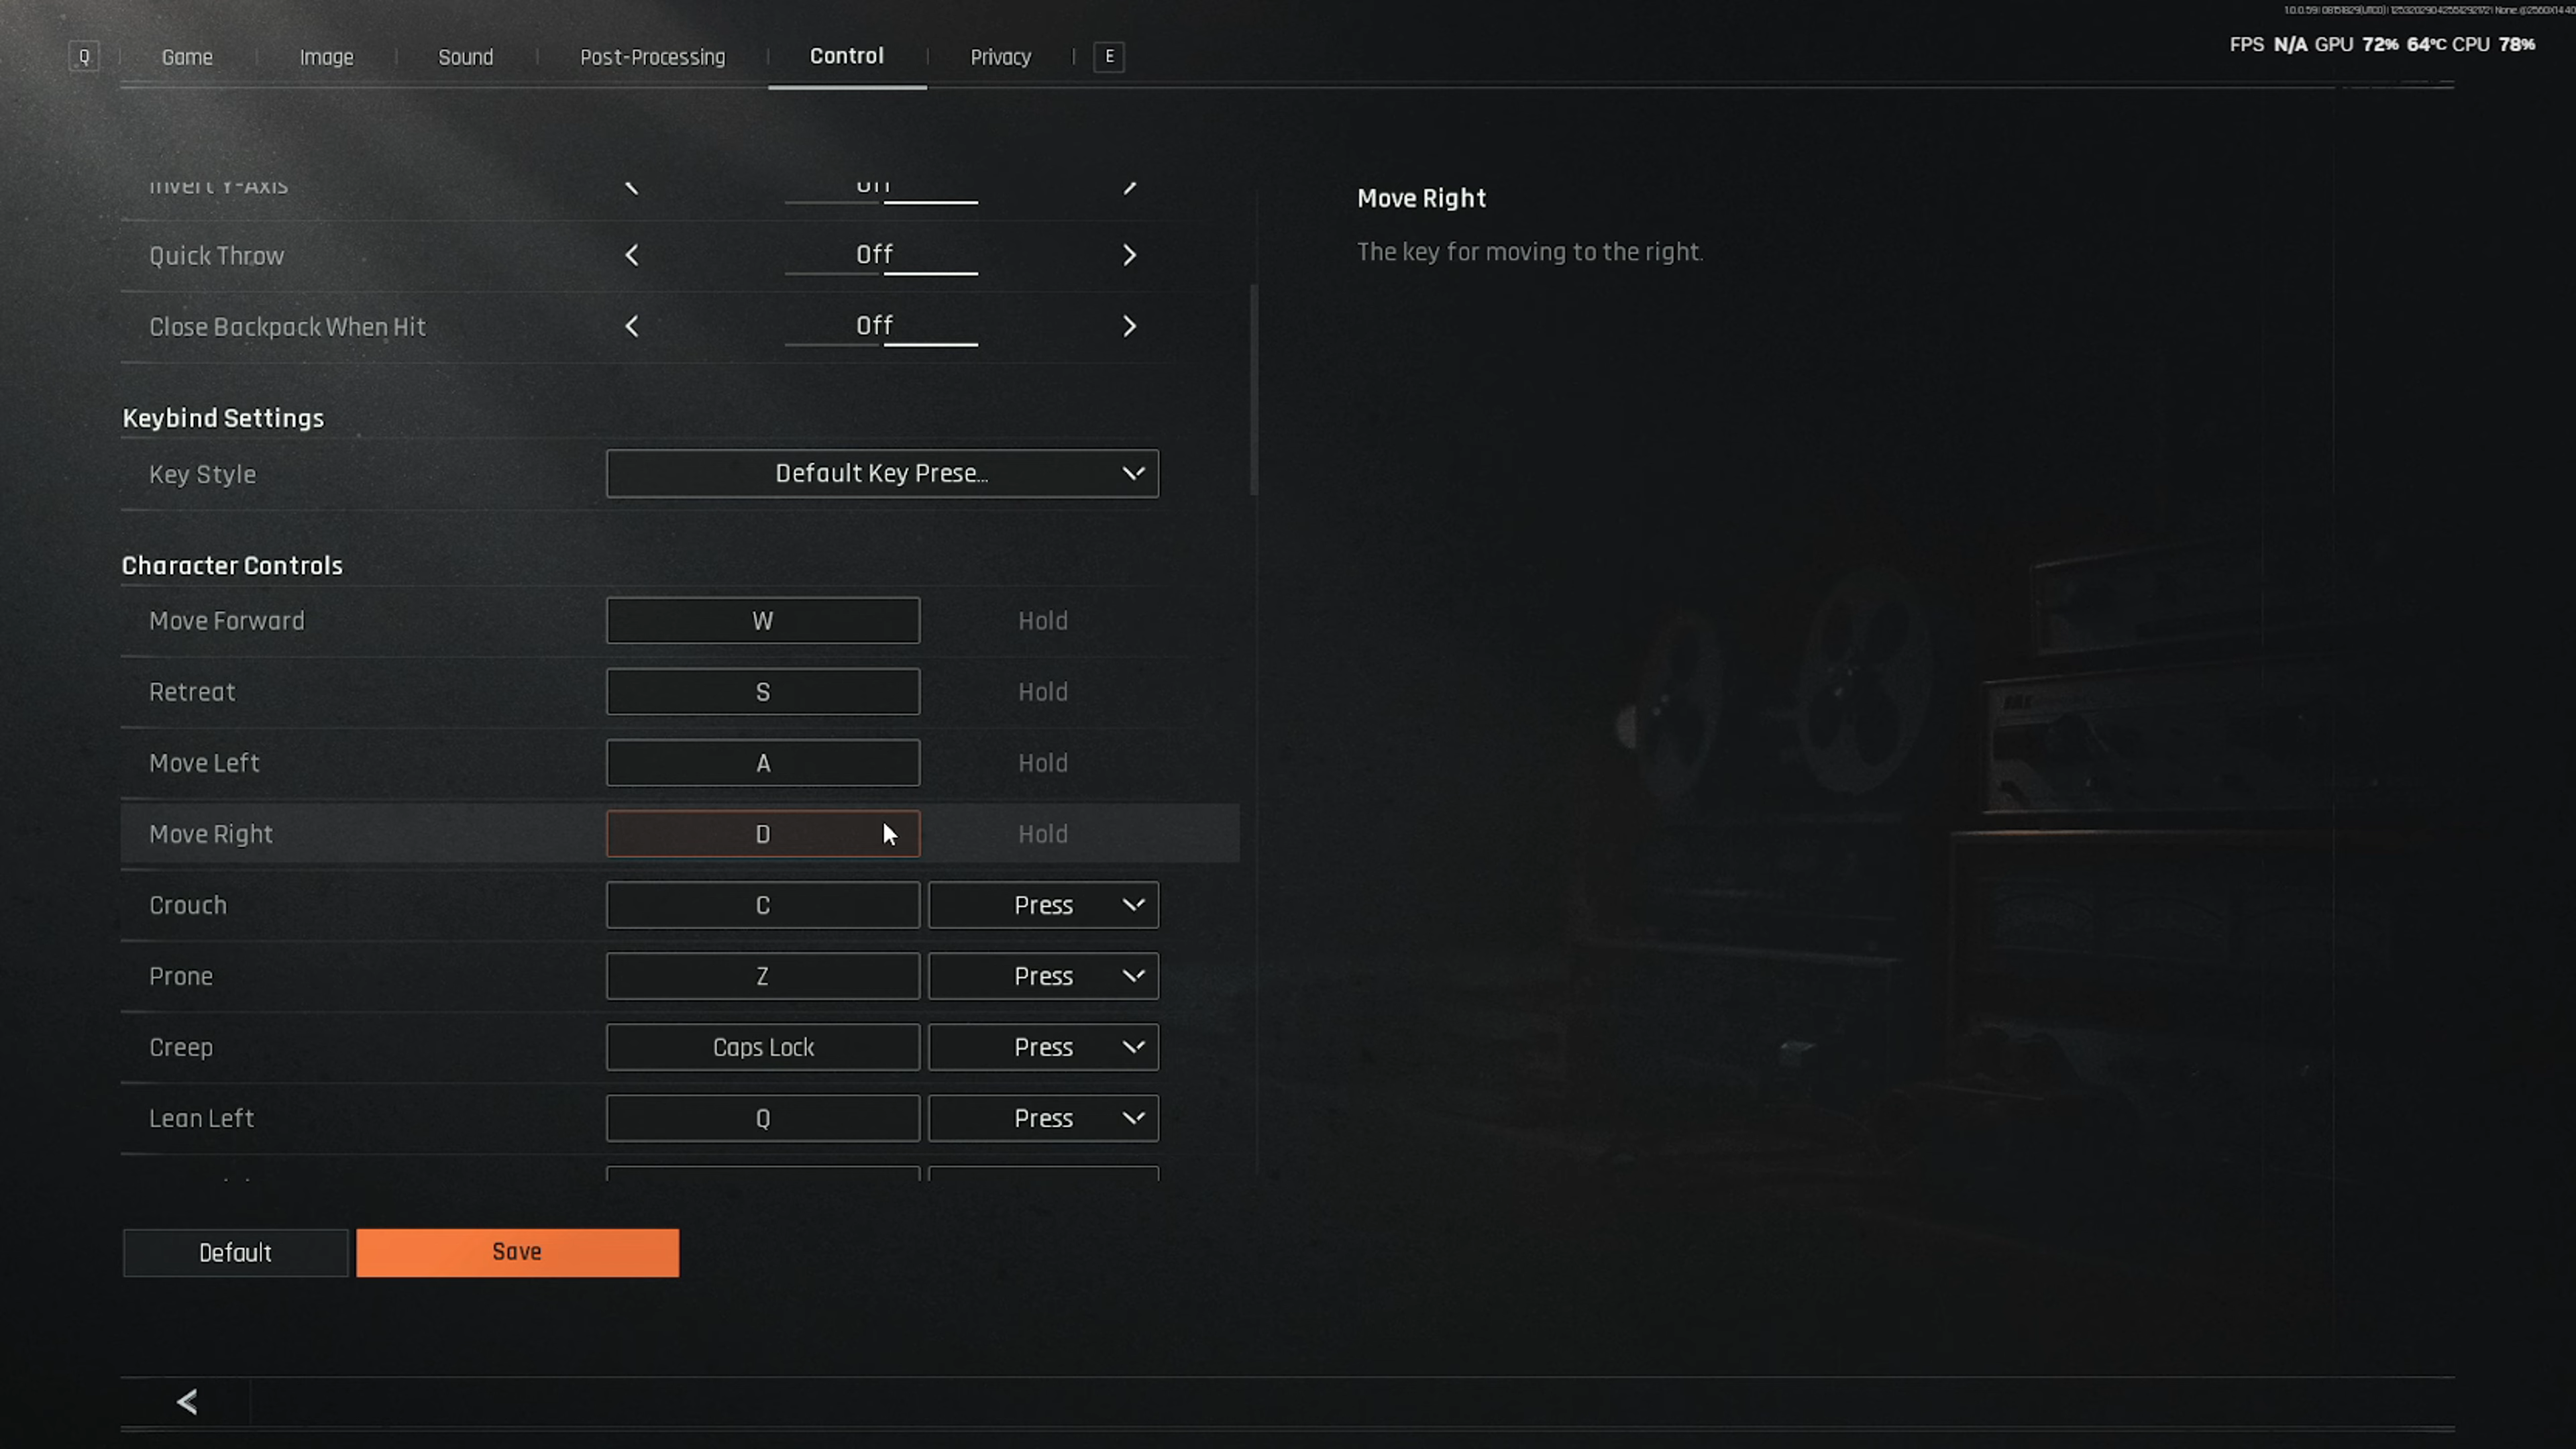 FPS N/A GPU 72% 64°C CPU 78%
Q Game Image Sound Post-Processing Control Privacy E
Invert Y-Axis Off
Quick Throw Off
Close Backpack When Hit Off
Keybind Settings
Key Style Default Key Prese...
Character Controls
Move Forward W Hold
Retreat S Hold
Move Left A Hold
Move Right D Hold
Crouch C Press
Prone Z Press
Creep Caps Lock Press
Lean Left Q Press
Default Save
Move Right
The key for moving to the right.